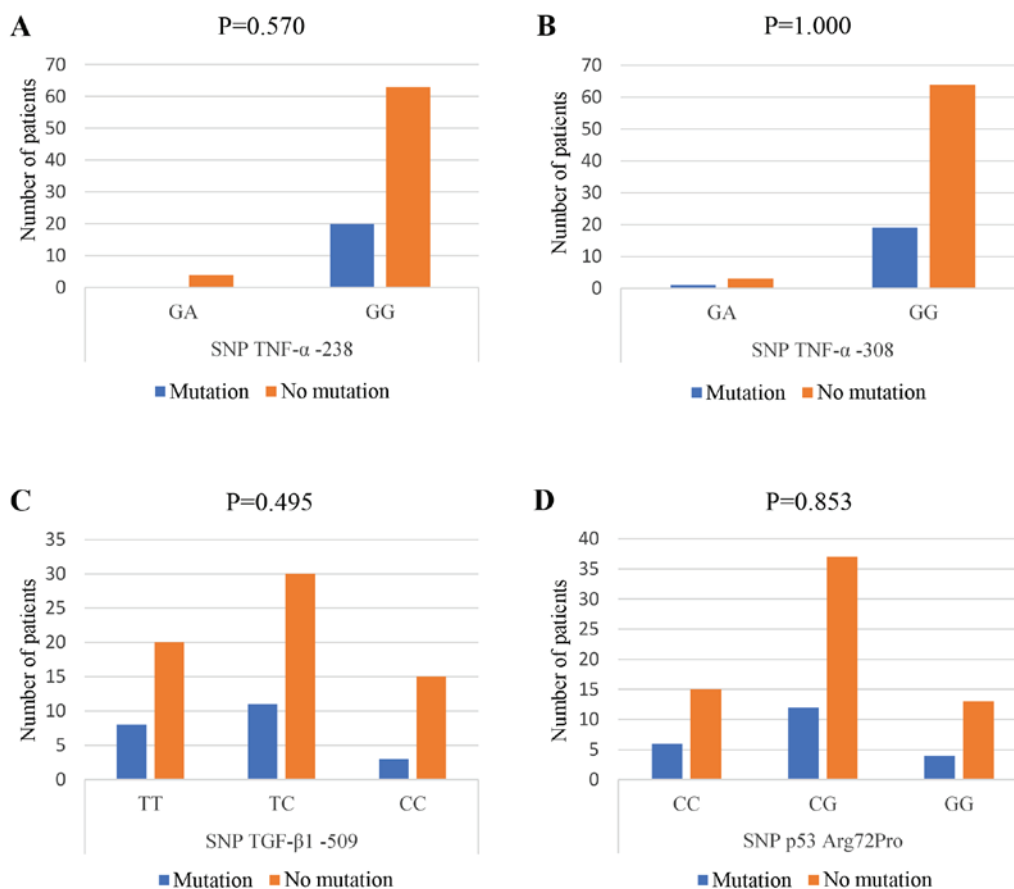 A
P=0.570
Number of patients
70
60
50
40
30
20
10
0
GA GG
SNP TNF-α -238
Mutation No mutation
B
P=1.000
Number of patients
70
60
50
40
30
20
10
0
GA GG
SNP TNF-α -308
Mutation No mutation
C
P=0.495
Number of patients
35
30
25
20
15
10
5
0
TT TC CC
SNP TGF-β1 -509
Mutation No mutation
D
P=0.853
Number of patients
40
35
30
25
20
15
10
5
0
CC CG GG
SNP p53 Arg72Pro
Mutation No mutation